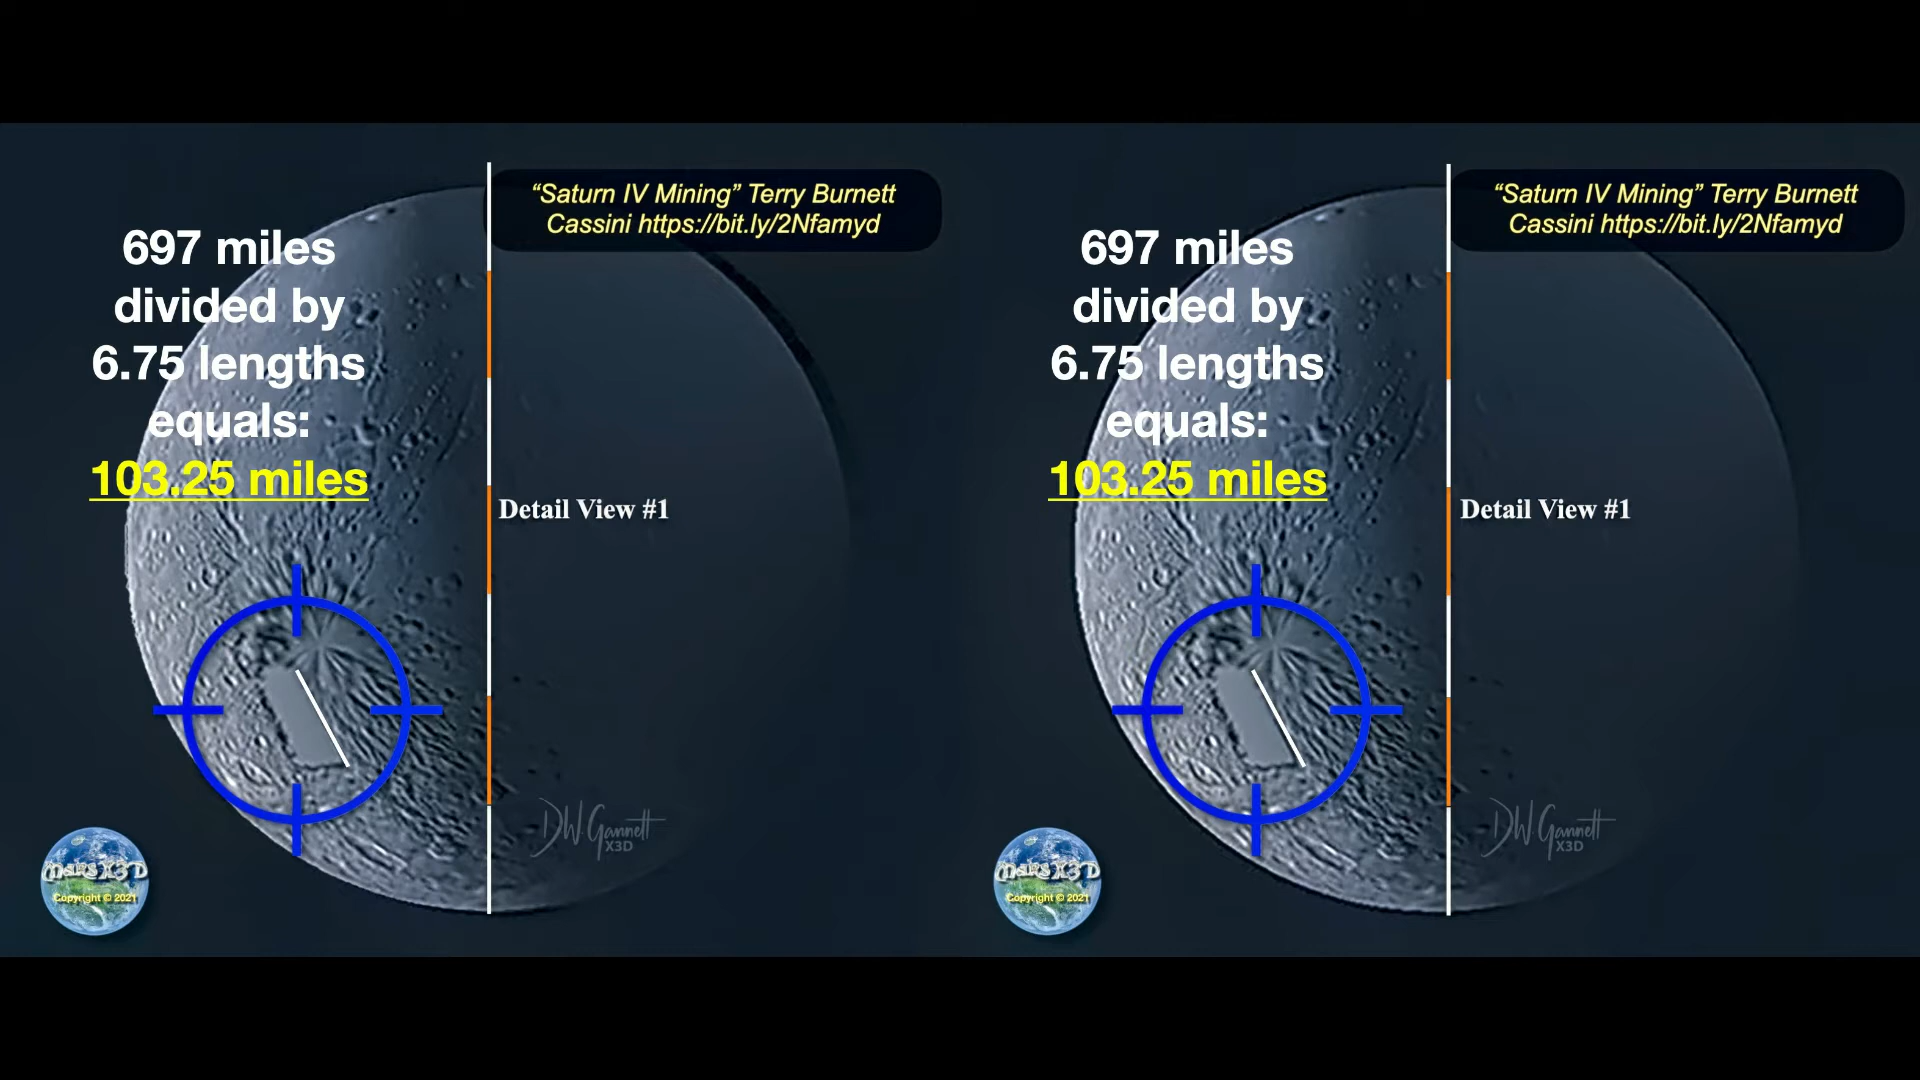 “Saturn IV Mining” Terry Burnett
Cassini https://bit.ly/2Nfamyd
697 miles
divided by
6.75 lengths
equals:
103.25 miles
Detail View #1
DW.Gannett
X3D
Mars X3D
Copyright © 2021
“Saturn IV Mining” Terry Burnett
Cassini https://bit.ly/2Nfamyd
697 miles
divided by
6.75 lengths
equals:
103.25 miles
Detail View #1
DW.Gannett
X3D
Mars X3D
Copyright © 2021